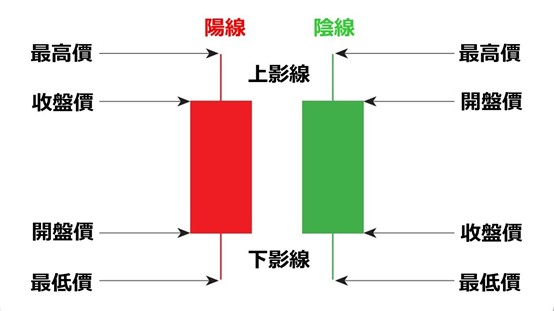 陽線 陰線
最高價 最高價
上影線
收盤價 開盤價
開盤價 收盤價
下影線
最低價 最低價